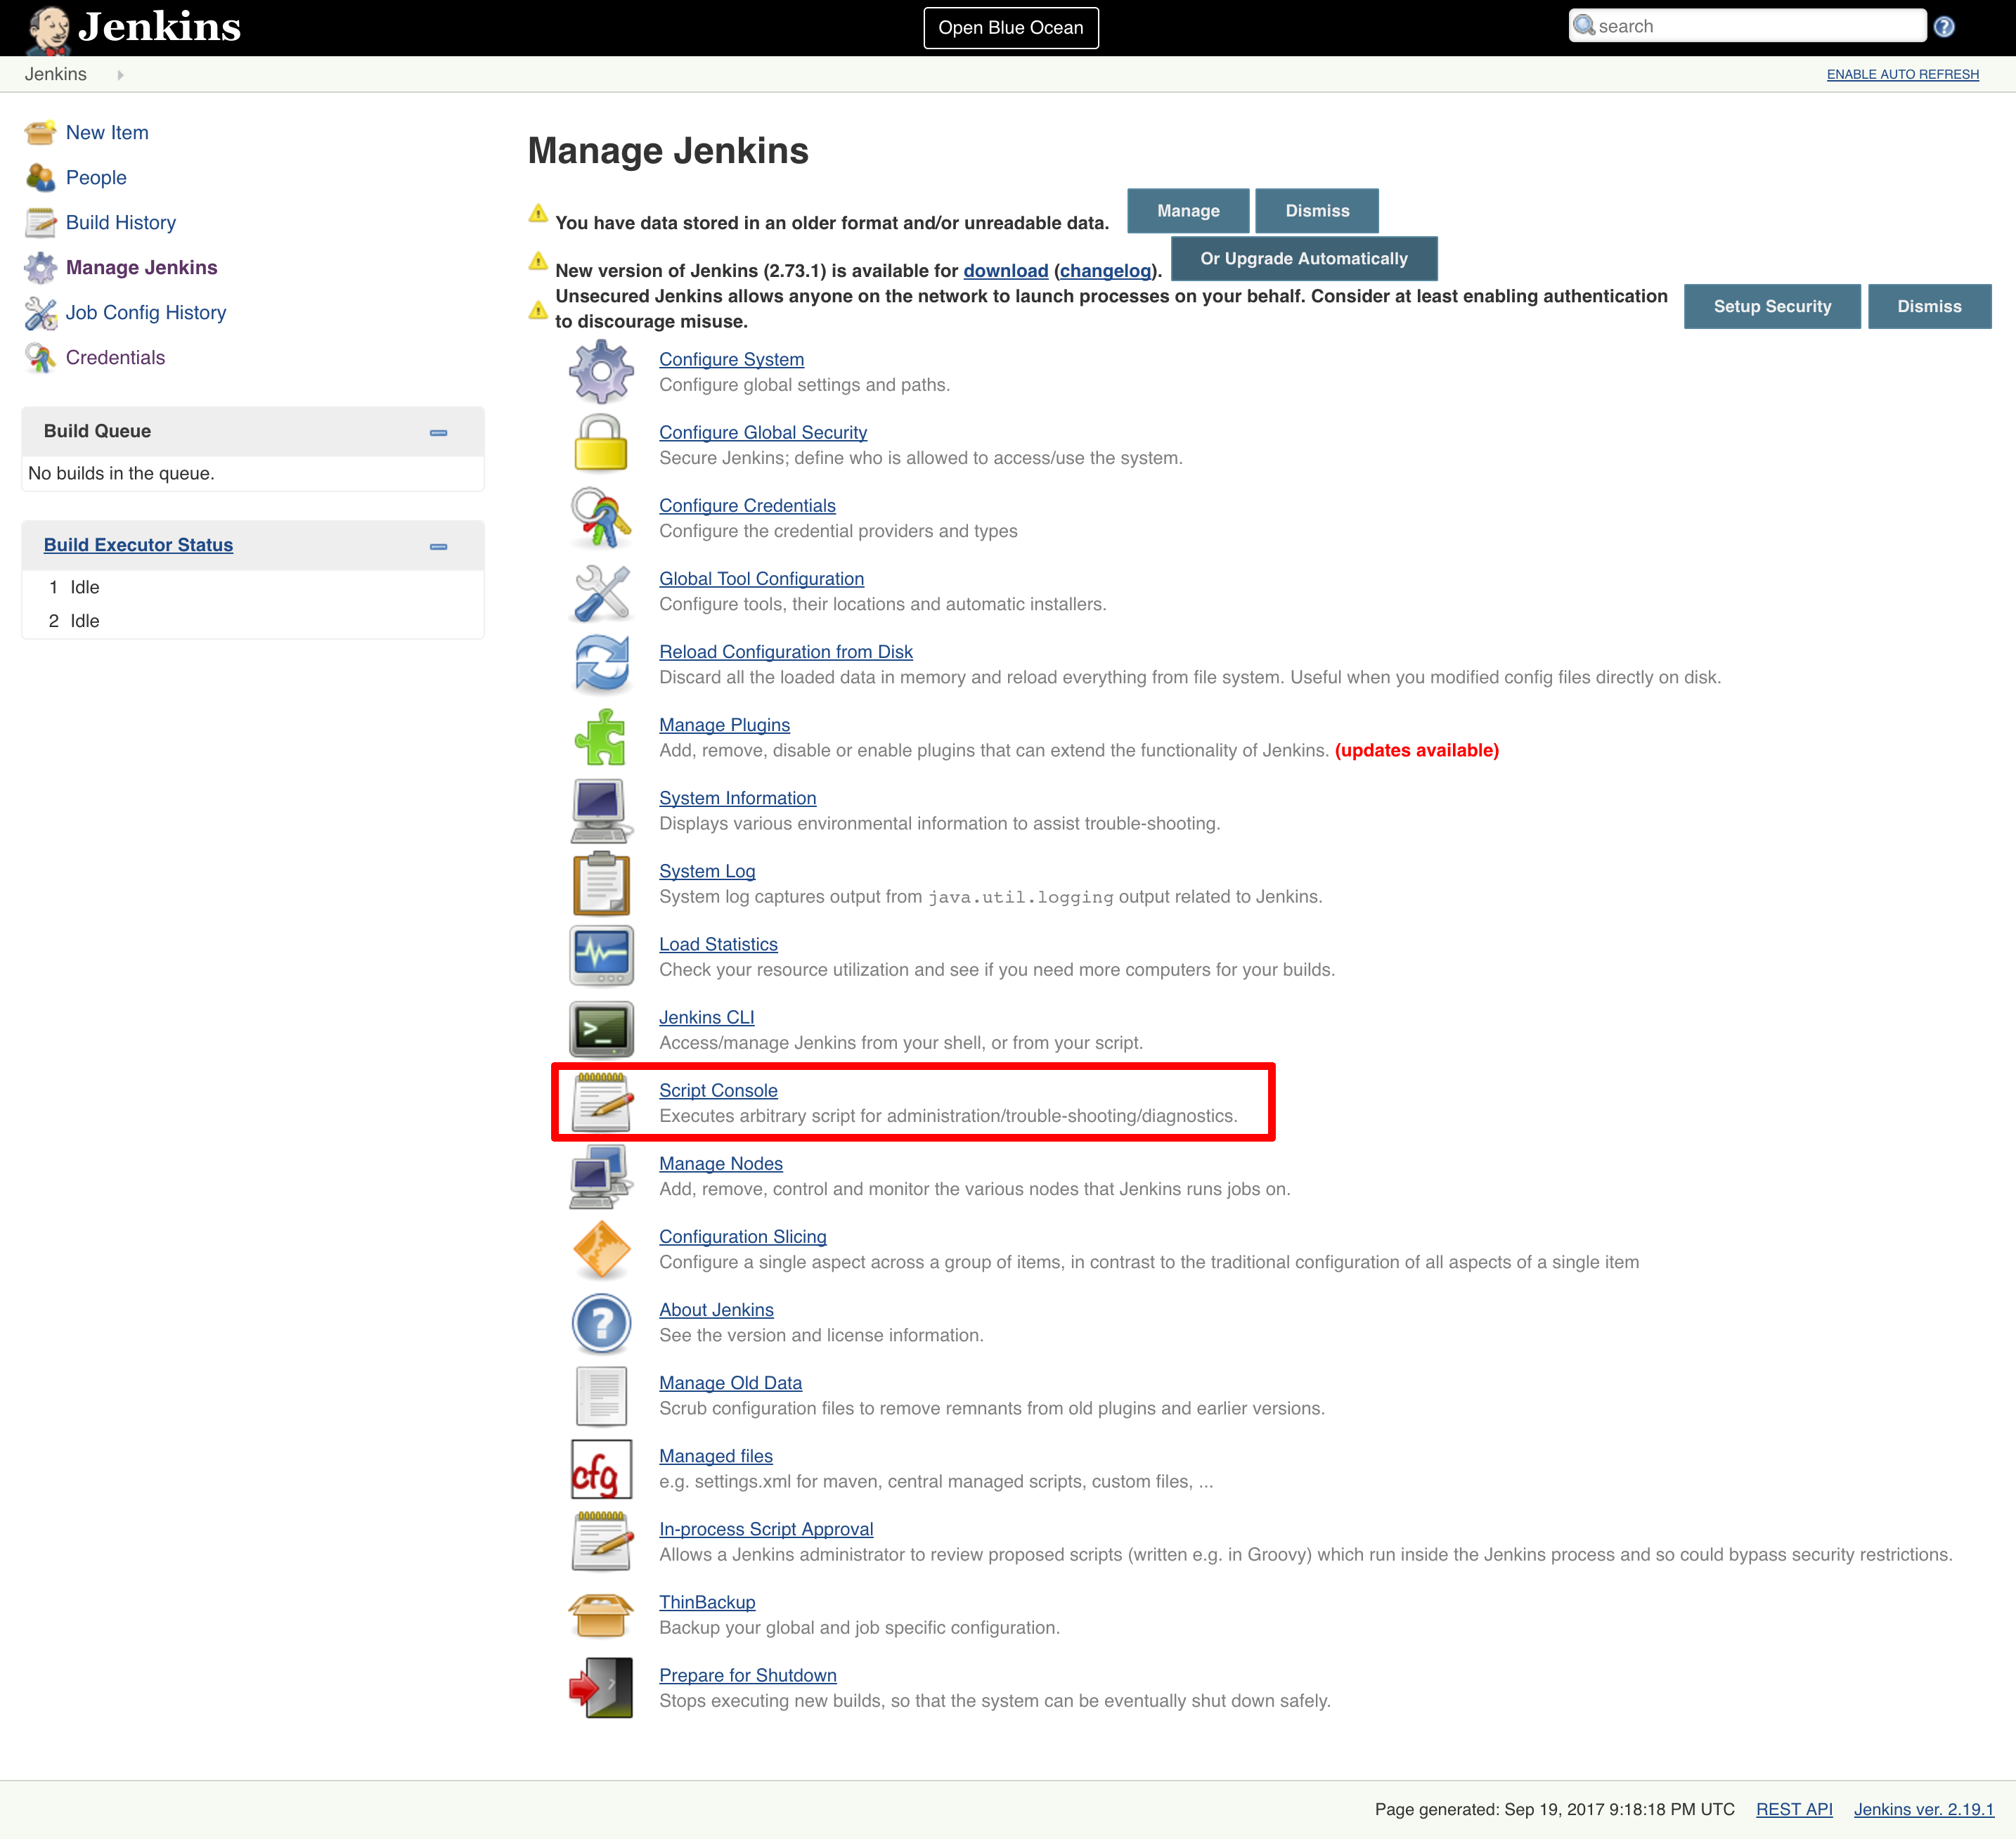 Jenkins
Open Blue Ocean
search
Jenkins
ENABLE AUTO REFRESH
New Item
People
Build History
Manage Jenkins
Job Config History
Credentials
Build Queue
No builds in the queue.
Build Executor Status
1 Idle
2 Idle
Manage Jenkins
You have data stored in an older format and/or unreadable data. Manage Dismiss
New version of Jenkins (2.73.1) is available for download (changelog). Or Upgrade Automatically
Unsecured Jenkins allows anyone on the network to launch processes on your behalf. Consider at least enabling authentication
to discourage misuse.
Setup Security Dismiss
Configure System
Configure global settings and paths.
Configure Global Security
Secure Jenkins; define who is allowed to access/use the system.
Configure Credentials
Configure the credential providers and types
Global Tool Configuration
Configure tools, their locations and automatic installers.
Reload Configuration from Disk
Discard all the loaded data in memory and reload everything from file system. Useful when you modified config files directly on disk.
Manage Plugins
Add, remove, disable or enable plugins that can extend the functionality of Jenkins. (updates available)
System Information
Displays various environmental information to assist trouble-shooting.
System Log
System log captures output from java.util.logging output related to Jenkins.
Load Statistics
Check your resource utilization and see if you need more computers for your builds.
Jenkins CLI
Access/manage Jenkins from your shell, or from your script.
Script Console
Executes arbitrary script for administration/trouble-shooting/diagnostics.
Manage Nodes
Add, remove, control and monitor the various nodes that Jenkins runs jobs on.
Configuration Slicing
Configure a single aspect across a group of items, in contrast to the traditional configuration of all aspects of a single item
About Jenkins
See the version and license information.
Manage Old Data
Scrub configuration files to remove remnants from old plugins and earlier versions.
cfg
Managed files
e.g. settings.xml for maven, central managed scripts, custom files, ...
In-process Script Approval
Allows a Jenkins administrator to review proposed scripts (written e.g. in Groovy) which run inside the Jenkins process and so could bypass security restrictions.
ThinBackup
Backup your global and job specific configuration.
Prepare for Shutdown
Stops executing new builds, so that the system can be eventually shut down safely.
Page generated: Sep 19, 2017 9:18:18 PM UTC REST API Jenkins ver. 2.19.1